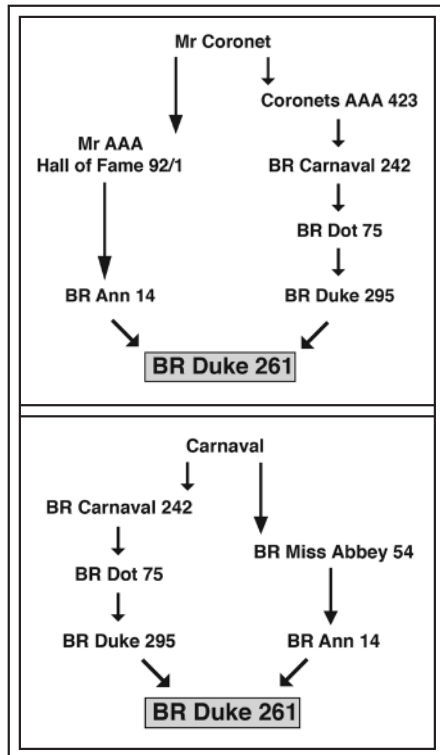 Mr Coronet
Coronets AAA 423
Mr AAA
Hall of Fame 92/1
BR Carnaval 242
BR Dot 75
BR Ann 14
BR Duke 295
BR Duke 261
Carnaval
BR Carnaval 242
BR Miss Abbey 54
BR Dot 75
BR Duke 295
BR Ann 14
BR Duke 261